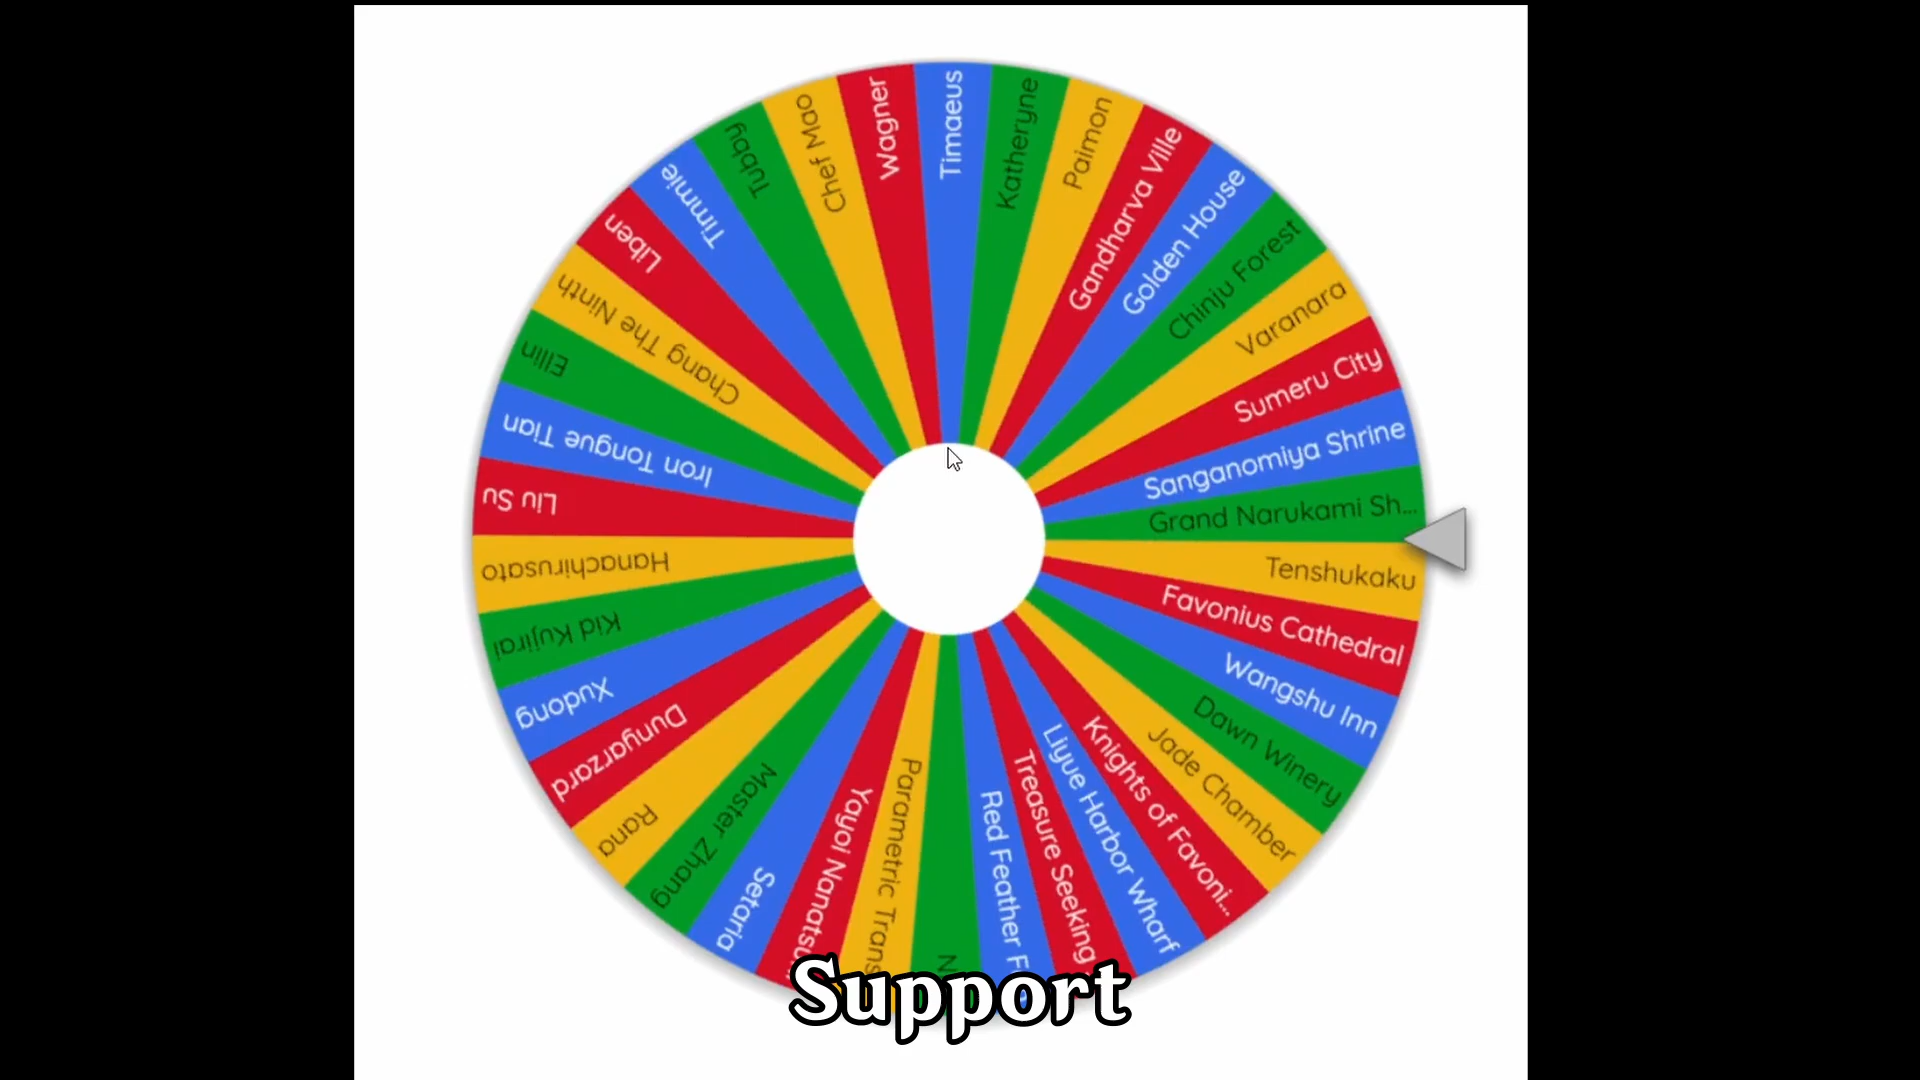 Timaeus
Katheryne
Paimon
Gandharva Ville
Golden House
Chinju Forest
Varanara
Sumeru City
Sanganomiya Shrine
Grand Narukami Sh...
Tenshukaku
Favonius Cathedral
Wangshu Inn
Dawn Winery
Jade Chamber
Knights of Favoni...
Liyue Harbor Wharf
Treasure Seeking
Red Feather F
N
Parametric Trans
Yayoi Nanatsu
Setaria
Master Zhang
Rana
Dunyarzard
Xudong
Kid Kujirai
Hanachirusato
Liu Su
Iron Tongue Tian
Ellin
Chang The Ninth
Liben
Timmie
Tubby
Chef Mao
Wagner
Support